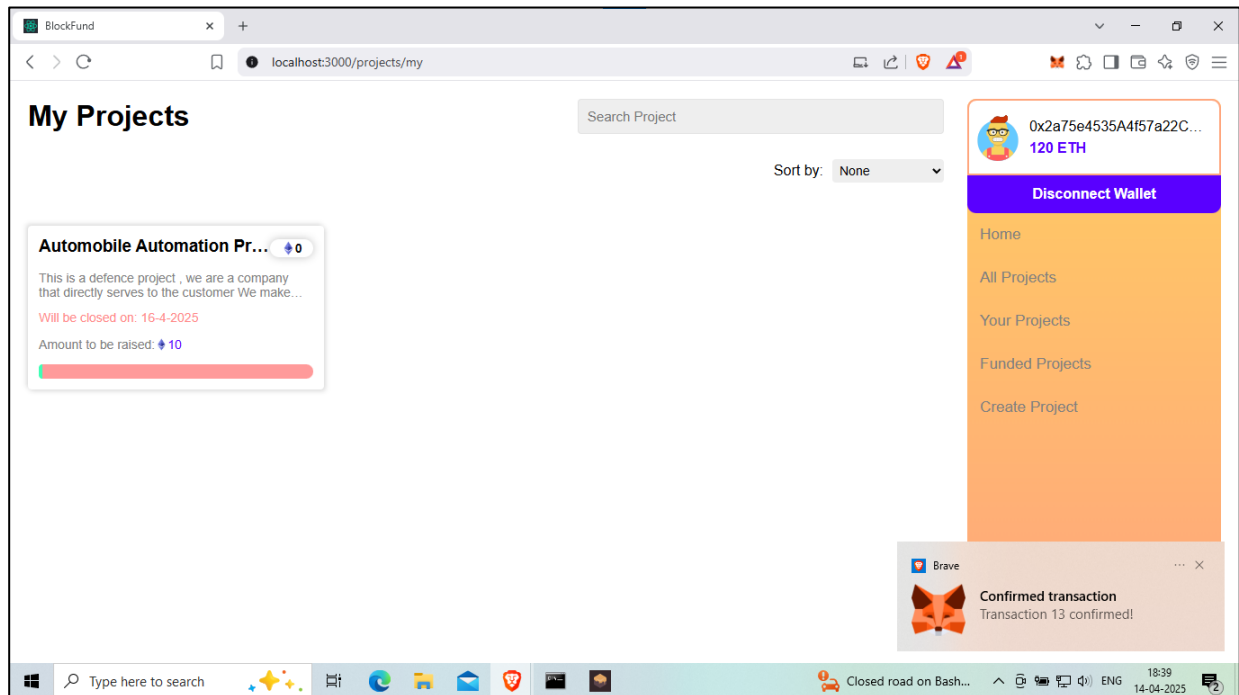 BlockFund
localhost:3000/projects/my
1
My Projects
Search Project
Sort by: None
0x2a75e4535A4f57a22C...
120 ETH
Disconnect Wallet
Home
All Projects
Your Projects
Funded Projects
Create Project
Automobile Automation Pr... 0
This is a defence project , we are a company
that directly serves to the customer We make...
Will be closed on: 16-4-2025
Amount to be raised: 10
Brave
Confirmed transaction
Transaction 13 confirmed!
Type here to search
Closed road on Bash...
ENG
18:39
14-04-2025
2